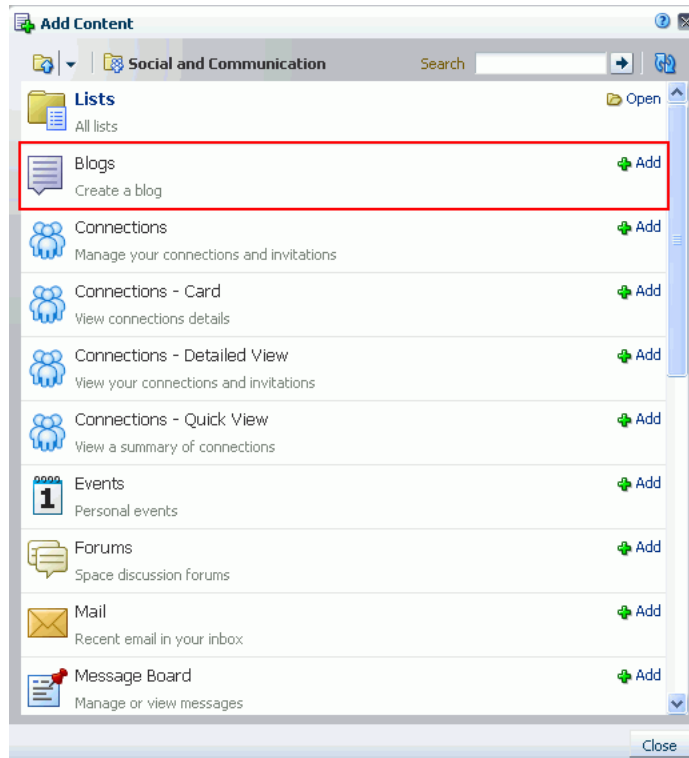 Add Content
Social and Communication Search
Lists Open
All lists
Blogs Add
Create a blog
Connections Add
Manage your connections and invitations
Connections - Card Add
View connections details
Connections - Detailed View Add
View your connections and invitations
Connections - Quick View Add
View a summary of connections
Events Add
1
Personal events
Forums Add
Space discussion forums
Mail Add
Recent email in your inbox
Message Board Add
Manage or view messages
Close